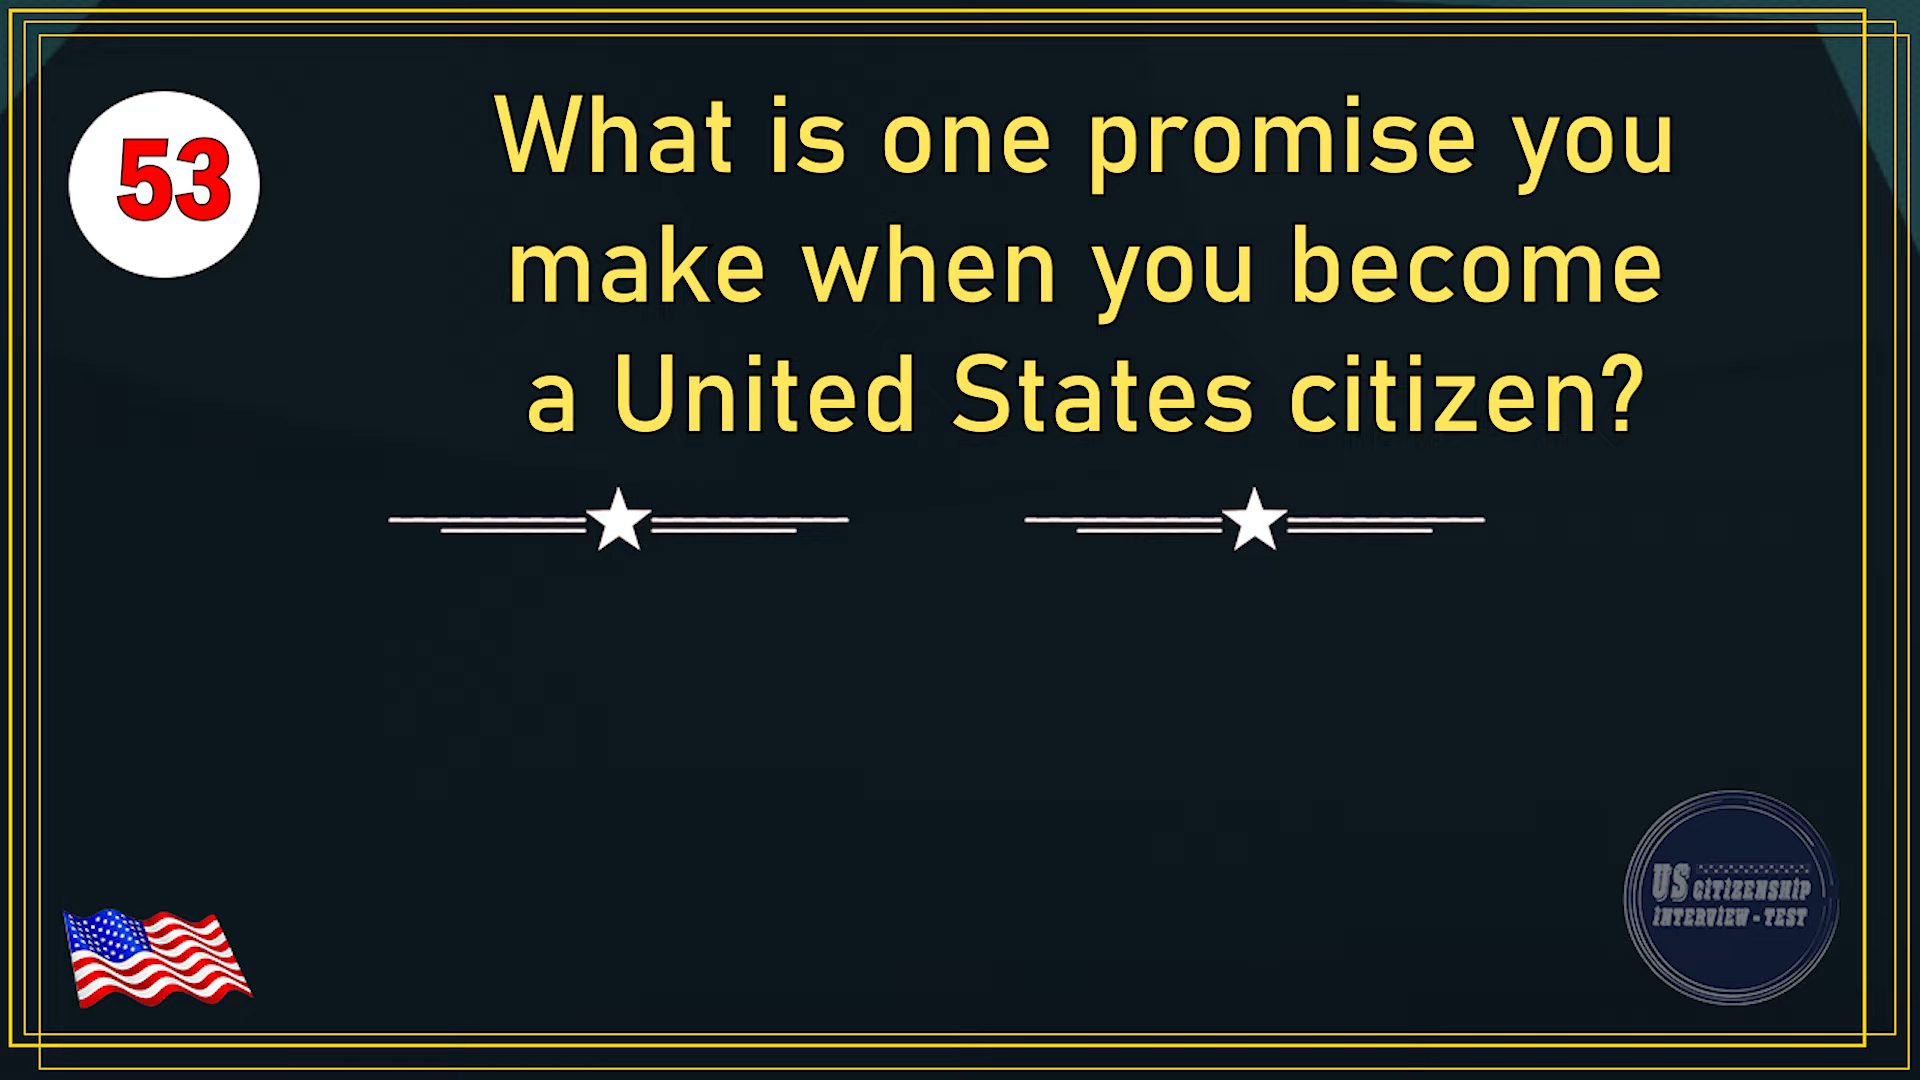 53
What is one promise you
make when you become
a United States citizen?
US CITIZENSHIP
INTERVIEW - TEST